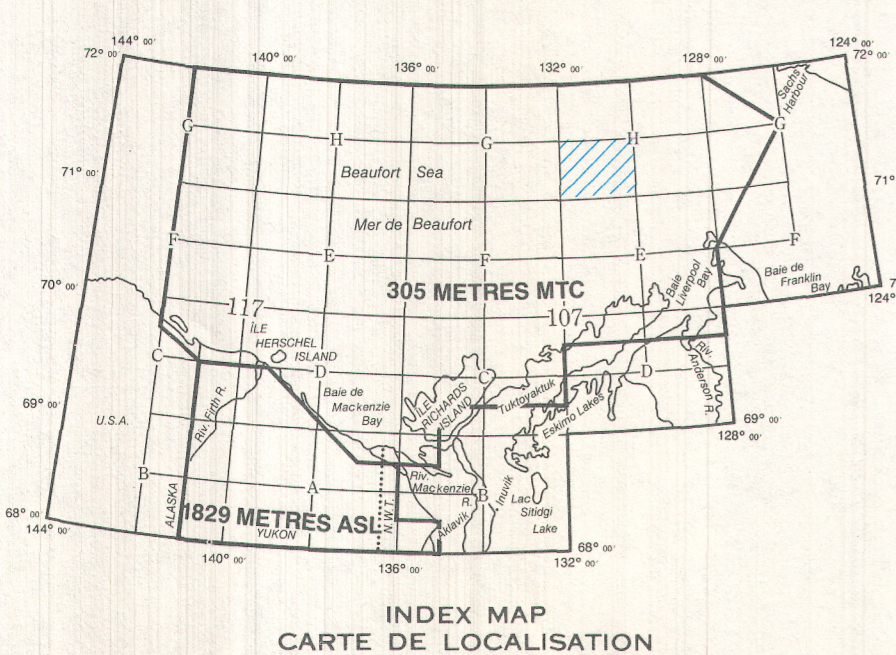 144° 00'
72° 00'
140° 00'
136° 00'
132° 00'
128° 00'
124° 00'
72° 00'
Sachs
Harbour
G
H
G
H
G
71° 00'
Beaufort Sea
71°
Mer de Beaufort
F
E
F
E
F
70° 00'
305 METRES MTC
Baie
Liverpool
Bay
Baie de
Franklin
Bay
7
124°
117
107
ÎLE
HERSCHEL
ISLAND
C
D
C
D
Riv.
Anderson R.
69° 00'
U.S.A.
Riv. Firth R.
Baie de
Mackenzie
Bay
ÎLE
RICHARDS
ISLAND
Tuktoyaktuk
Eskimo Lakes
69° 00'
128° 00'
B
A
B
Riv.
Mackenzie
R.
Inuvik
Lac
Sitidgi
Lake
68° 00'
144° 00'
ALASKA
1829 METRES ASL
YUKON
N.W.T.
Aklavik
68° 00'
132° 00'
140° 00'
136° 00'
INDEX MAP
CARTE DE LOCALISATION